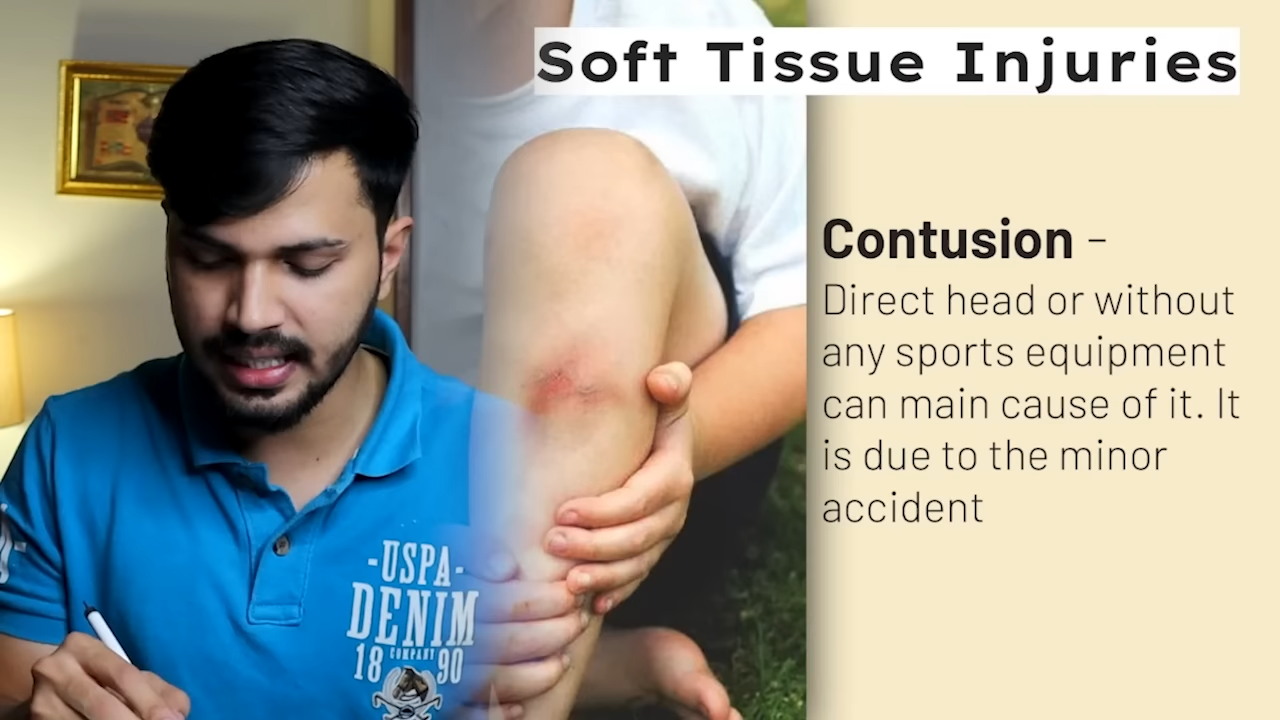 Soft Tissue Injuries
Contusion –
Direct head or without
any sports equipment
can main cause of it. It
is due to the minor
accident
-USPA-
DENIM
COMPANY
18 90